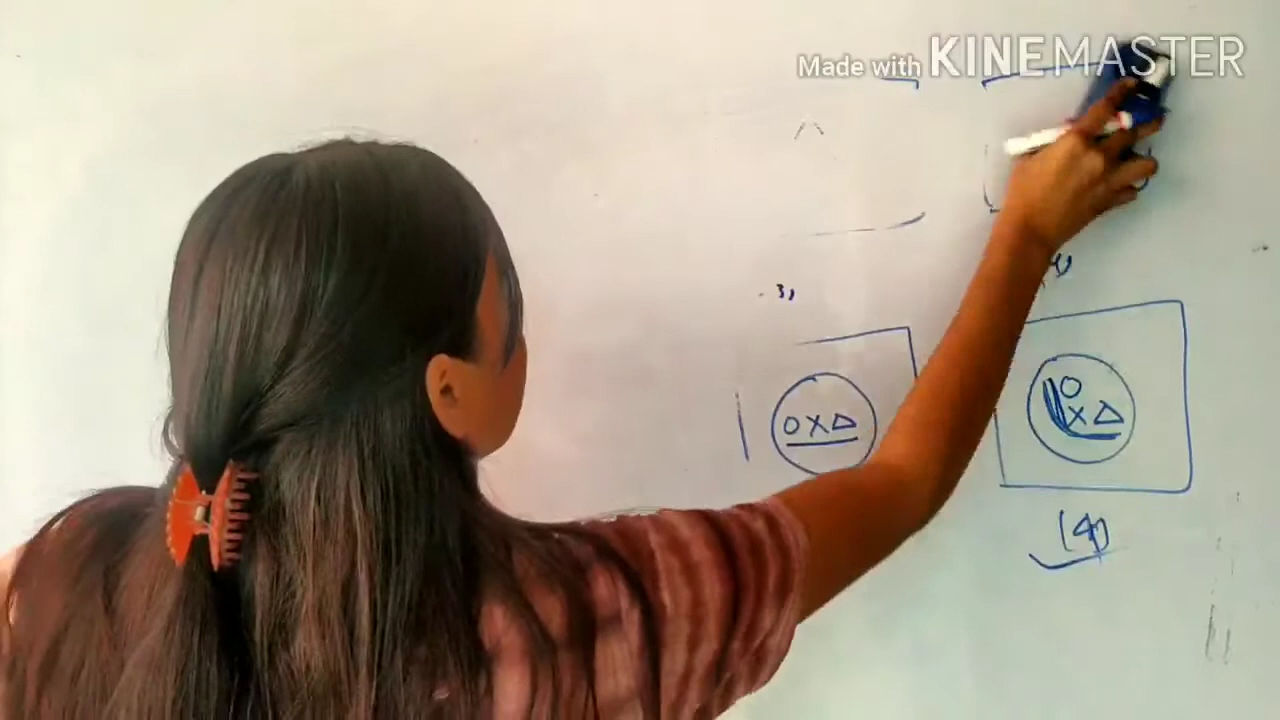 Made with KINEMASTER
3,
O X Δ
O
X Δ
(4)